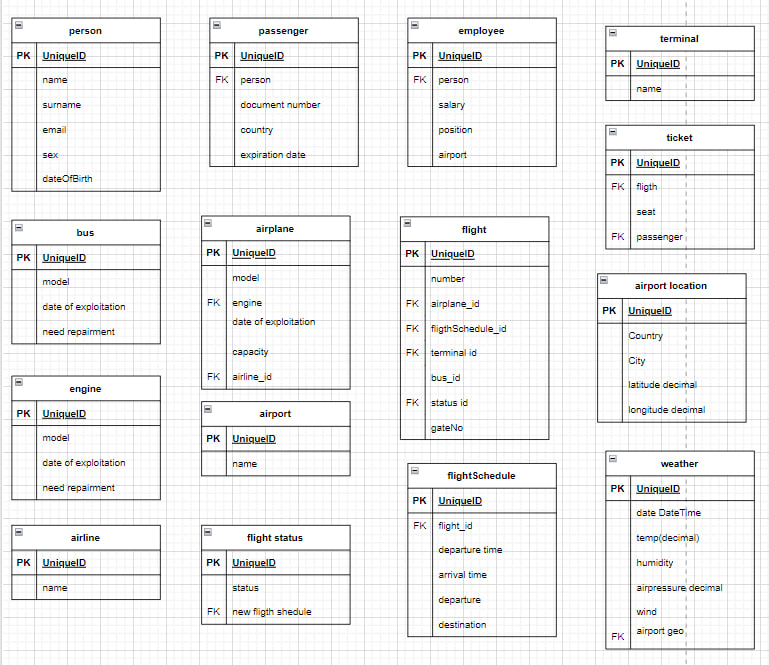 person
PK UniqueID
name
surname
email
sex
dateOfBirth
passenger
PK UniqueID
FK person
document number
country
expiration date
employee
PK UniqueID
FK person
salary
position
airport
terminal
PK UniqueID
name
ticket
PK UniqueID
FK fligth
seat
FK passenger
bus
PK UniqueID
model
date of exploitation
need repairment
airplane
PK UniqueID
model
FK engine
date of exploitation
capacity
FK airline_id
flight
PK UniqueID
number
FK airplane_id
FK fligthSchedule_id
FK terminal id
bus_id
FK status id
gateNo
airport location
PK UniqueID
Country
City
latitude decimal
longitude decimal
engine
PK UniqueID
model
date of exploitation
need repairment
airport
PK UniqueID
name
flightSchedule
PK UniqueID
FK flight_id
departure time
arrival time
departure
destination
weather
PK UniqueID
date DateTime
temp(decimal)
humidity
airpressure decimal
wind
FK airport geo
airline
PK UniqueID
name
flight status
PK UniqueID
status
FK new fligth shedule